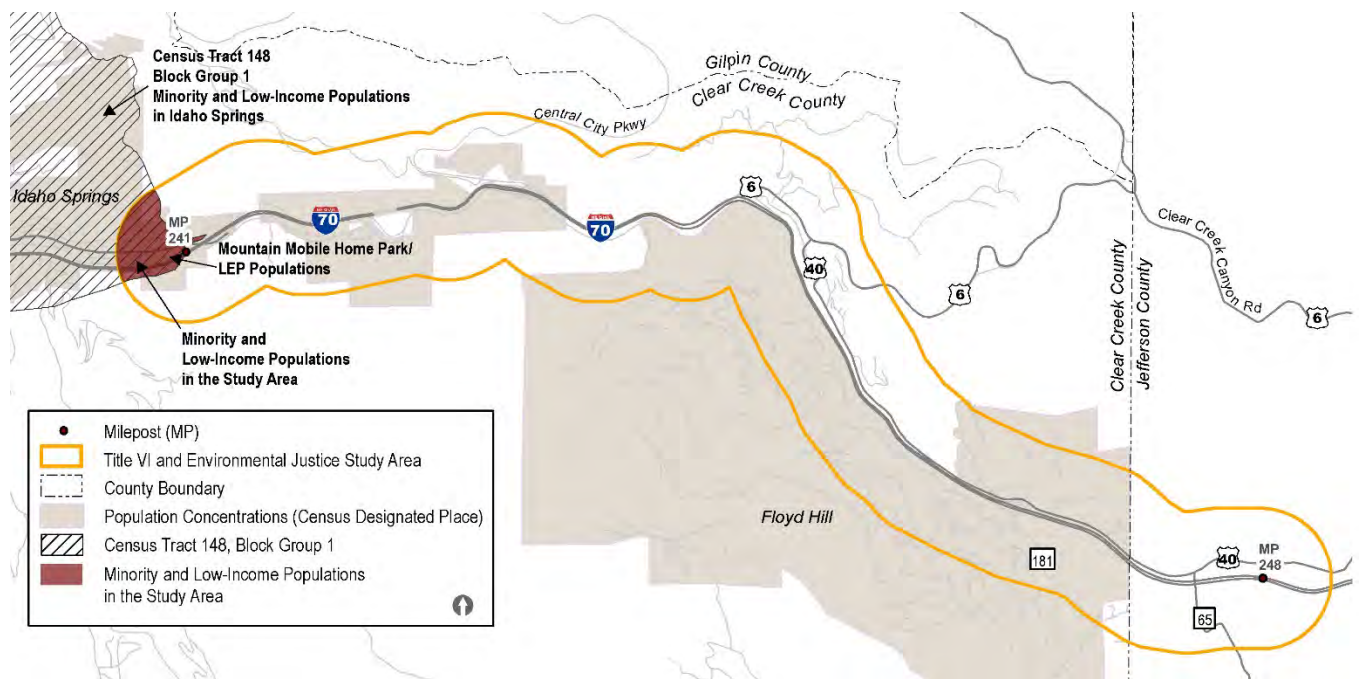 Census Tract 148
Block Group 1
Minority and Low-Income Populations
in Idaho Springs
Gilpin County
Clear Creek County
Central City Pkwy
Idaho Springs
MP
241
INTERSTATE
70
INTERSTATE
70
6
40
6
Clear Creek Canyon Rd
6
Mountain Mobile Home Park/
LEP Populations
Clear Creek County
Jefferson County
Minority and
Low-Income Populations
in the Study Area
Milepost (MP)
Title VI and Environmental Justice Study Area
County Boundary
Population Concentrations (Census Designated Place)
Census Tract 148, Block Group 1
Minority and Low-Income Populations
in the Study Area
Floyd Hill
181
40
MP
248
65